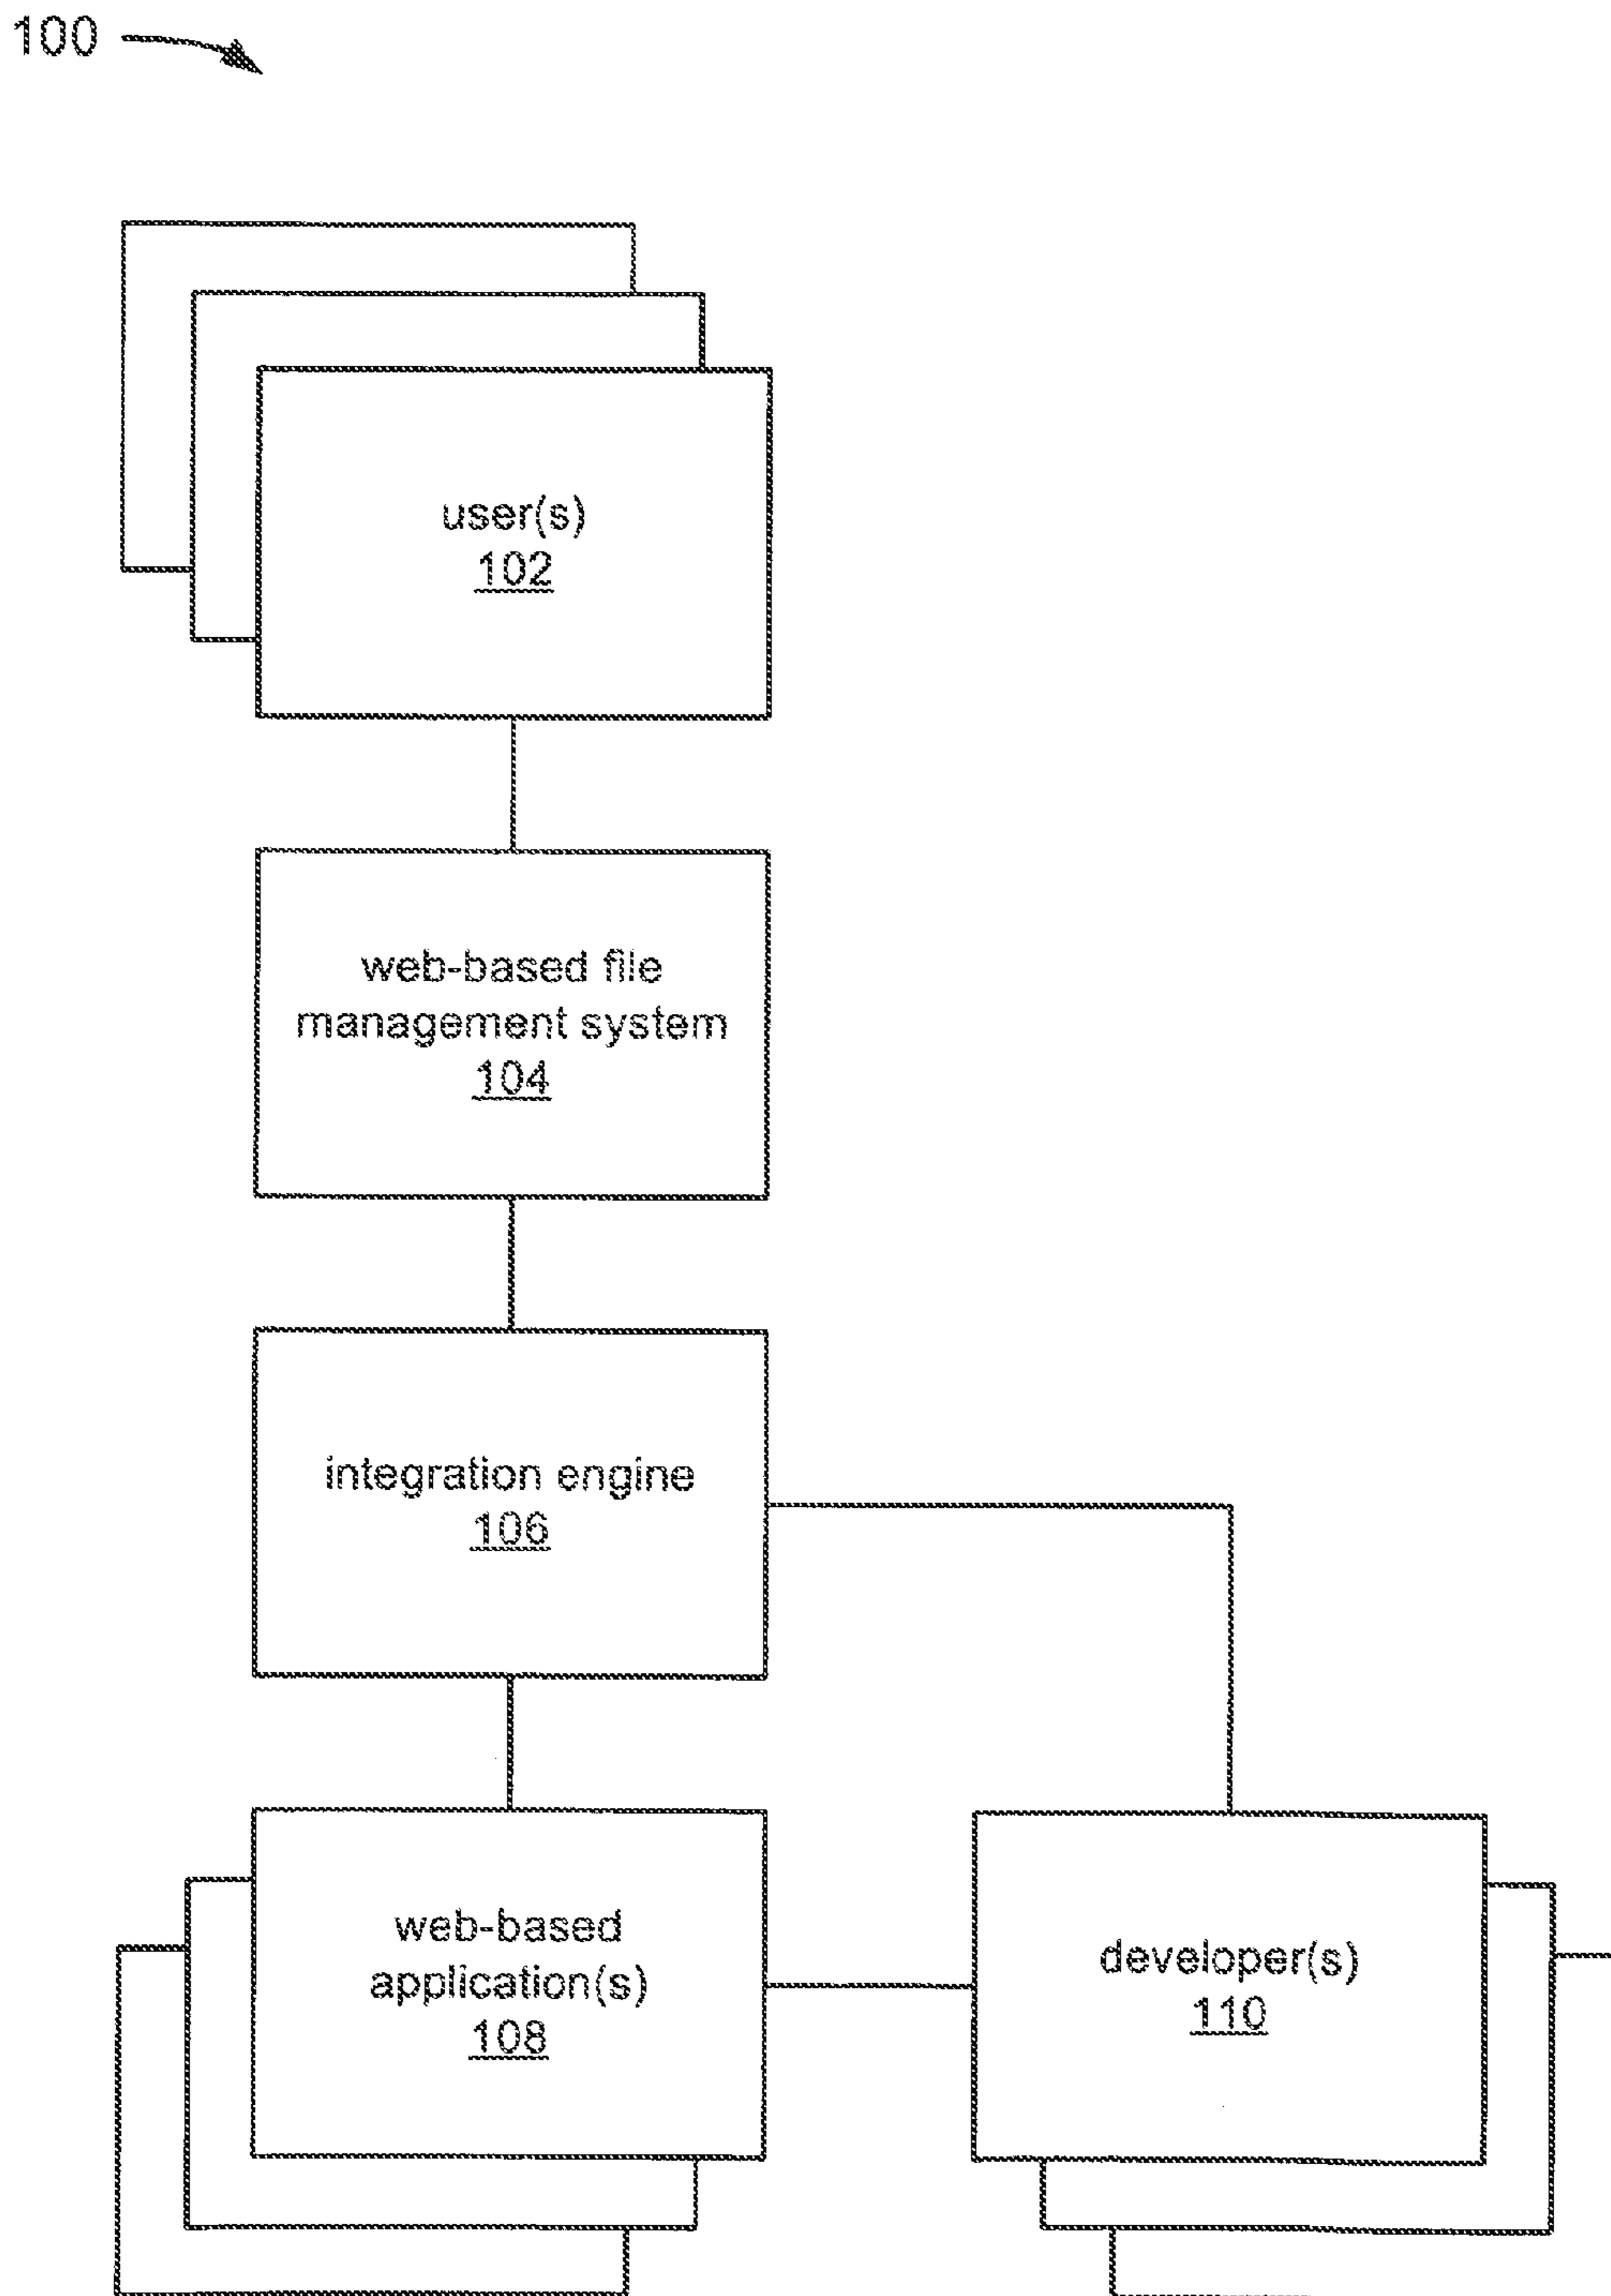 100
user(s)
102
web-based file
management system
104
integration engine
106
web-based
application(s)
108
developer(s)
110